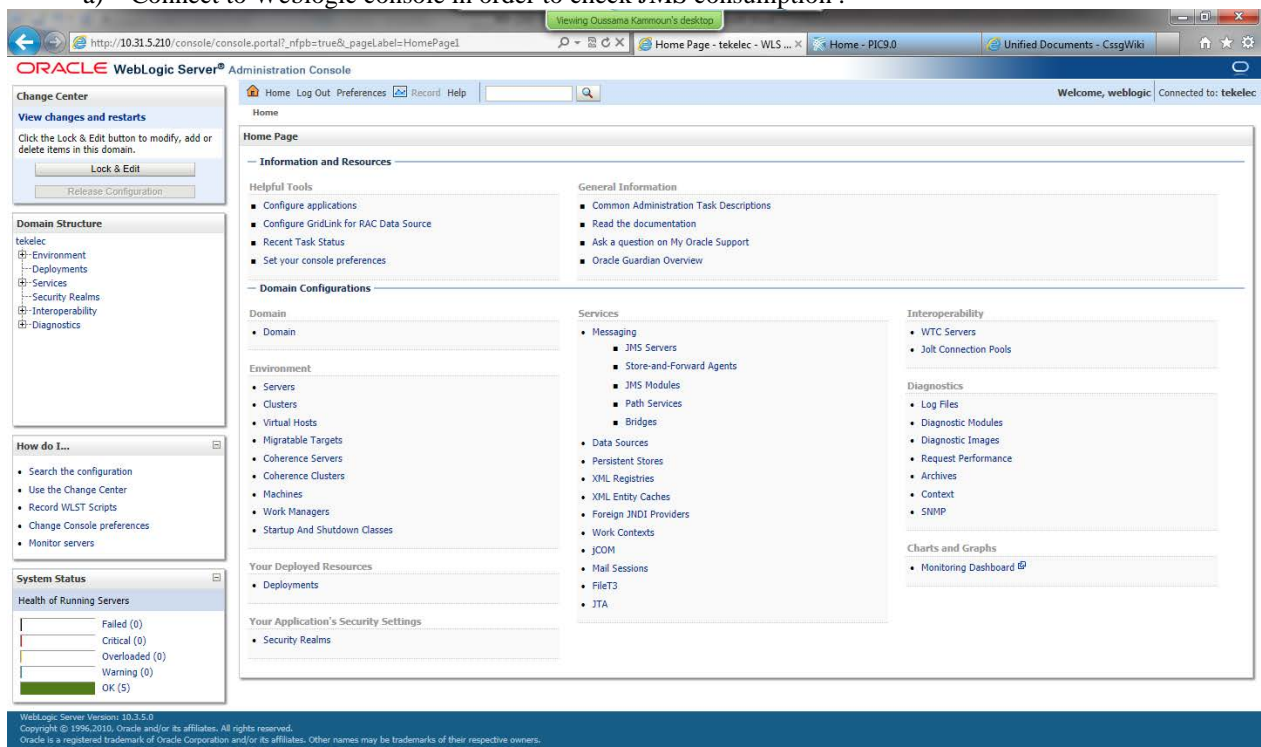 a) Connect to Weblogic console in order to check JMS consumption :
Viewing Oussama Kammoun's desktop
http://10.31.5.210/console/console.portal?_nfpb=true&_pageLabel=HomePage1
Home Page - tekelec - WLS ...
Home - PIC9.0
Unified Documents - CssgWiki
ORACLE WebLogic Server® Administration Console
Change Center
View changes and restarts
Click the Lock & Edit button to modify, add or
delete items in this domain.
Lock & Edit
Release Configuration
Domain Structure
tekelec
Environment
Deployments
Services
Security Realms
Interoperability
Diagnostics
How do I...
Search the configuration
Use the Change Center
Record WLST Scripts
Change Console preferences
Monitor servers
System Status
Health of Running Servers
Failed (0)
Critical (0)
Overloaded (0)
Warning (0)
OK (5)
Home Log Out Preferences Record Help
Welcome, weblogic Connected to: tekelec
Home
Home Page
Information and Resources
Helpful Tools
Configure applications
Configure GridLink for RAC Data Source
Recent Task Status
Set your console preferences
General Information
Common Administration Task Descriptions
Read the documentation
Ask a question on My Oracle Support
Oracle Guardian Overview
Domain Configurations
Domain
Domain
Environment
Servers
Clusters
Virtual Hosts
Migratable Targets
Coherence Servers
Coherence Clusters
Machines
Work Managers
Startup And Shutdown Classes
Your Deployed Resources
Deployments
Your Application's Security Settings
Security Realms
Services
Messaging
JMS Servers
Store-and-Forward Agents
JMS Modules
Path Services
Bridges
Data Sources
Persistent Stores
XML Registries
XML Entity Caches
Foreign JNDI Providers
Work Contexts
jCOM
Mail Sessions
FileT3
JTA
Interoperability
WTC Servers
Jolt Connection Pools
Diagnostics
Log Files
Diagnostic Modules
Diagnostic Images
Request Performance
Archives
Context
SNMP
Charts and Graphs
Monitoring Dashboard
WebLogic Server Version: 10.3.5.0
Copyright © 1996,2010, Oracle and/or its affiliates. All rights reserved.
Oracle is a registered trademark of Oracle Corporation and/or its affiliates. Other names may be trademarks of their respective owners.